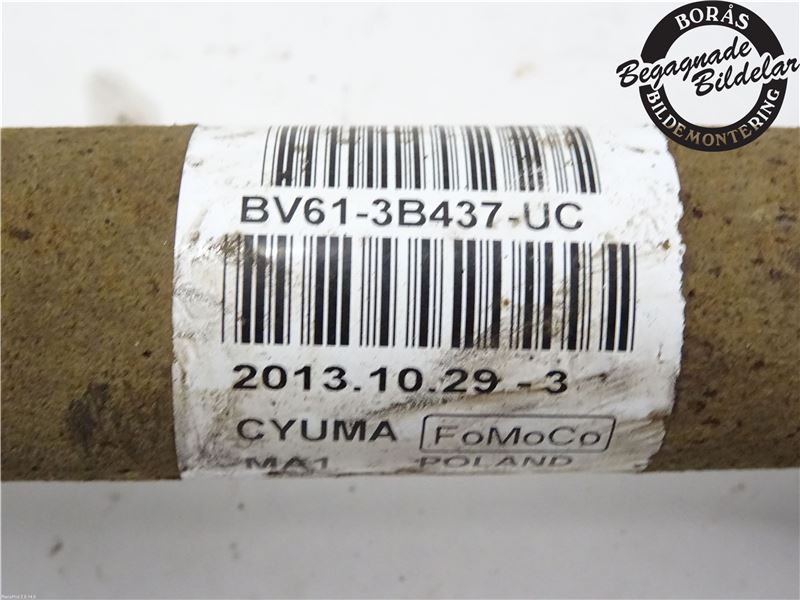 BORÅS
Begagnade
Bildelar
BILDEMONTERING
BV61-3B437-UC
2013.10.29 - 3
CYUMA FoMoCo
MA1 POLAND